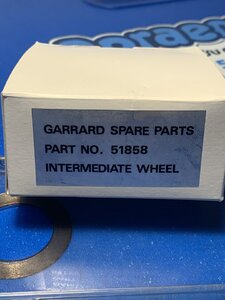 GARRARD SPARE PARTS
PART NO. 51858
INTERMEDIATE WHEEL